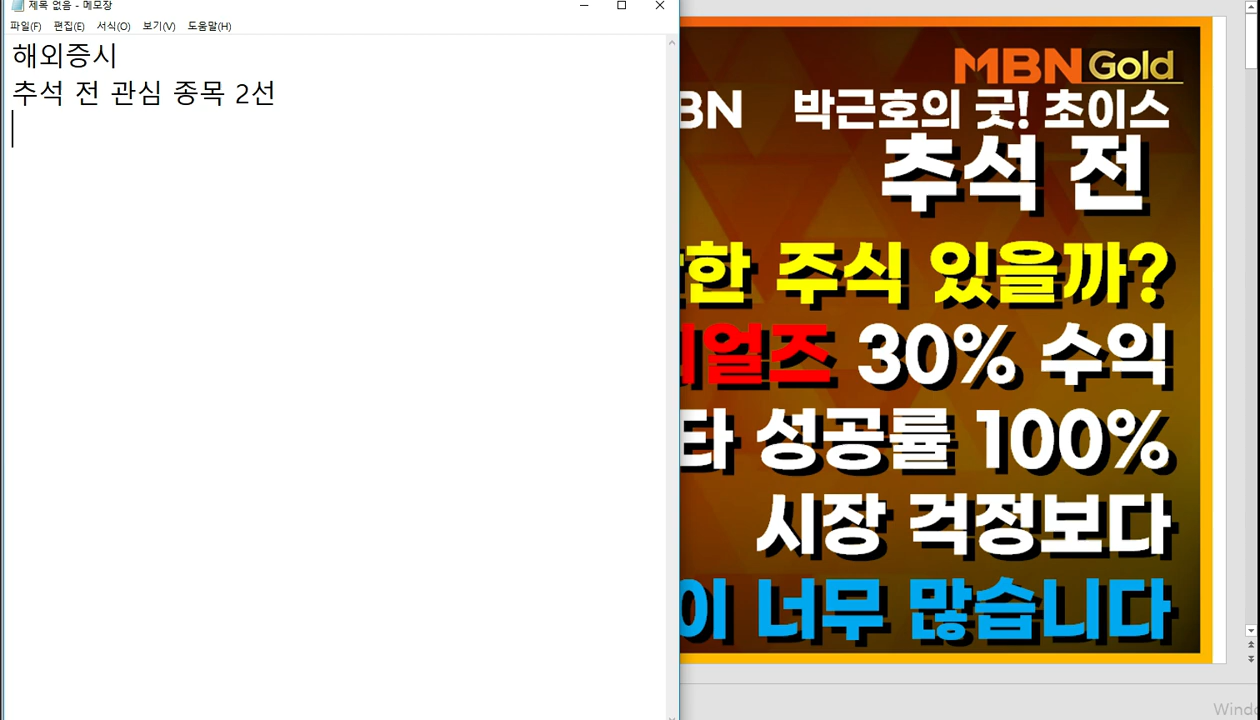 제목 없음 - 메모장
파일(F) 편집(E) 서식(O) 보기(V) 도움말(H)
해외증시
추석 전 관심 종목 2선
MBN Gold
BN 박근호의 굿! 초이스
추석 전
한 주식 있을까?
얼즈 30% 수익
타 성공률 100%
시장 걱정보다
이 너무 많습니다